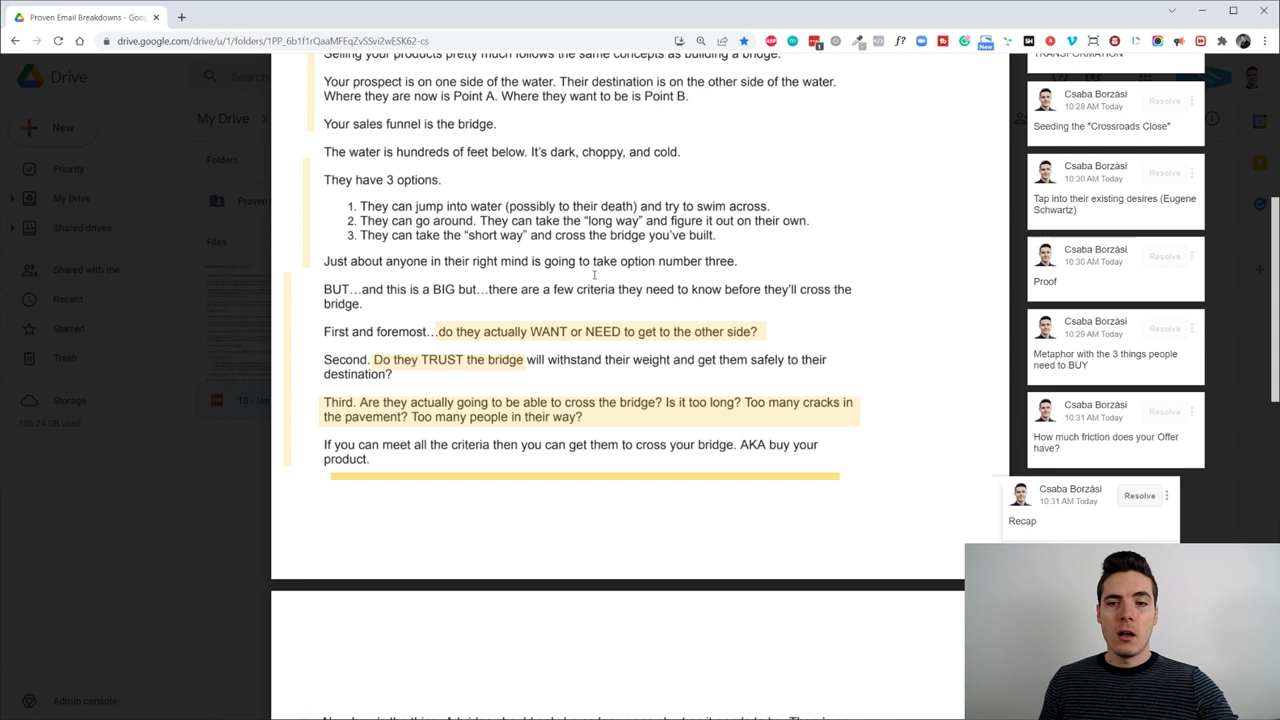 Proven Email Breakdowns - Goog
drive.google.com/drive/u/1/folders/1PP_6b1f1rQaaMFEqZvSSvi2wESK62-cs
Drive
Search
New
My Drive
Priority
My Drive
Shared drives
Shared with me
Recent
Starred
Trash
Storage
106.24 GB used
Admin console
Folders
Proven
Files
10 - Ian
Selling your products pretty much follows the same concepts as building a bridge.
Your prospect is on one side of the water. Their destination is on the other side of the water.
Where they are now is Point A. Where they want to be is Point B.
Your sales funnel is the bridge.
The water is hundreds of feet below. It's dark, choppy, and cold.
They have 3 options.
1. They can jump into water (possibly to their death) and try to swim across.
2. They can go around. They can take the “long way” and figure it out on their own.
3. They can take the “short way” and cross the bridge you've built.
Just about anyone in their right mind is going to take option number three.
BUT…and this is a BIG but…there are a few criteria they need to know before they'll cross the
bridge.
First and foremost…do they actually WANT or NEED to get to the other side?
Second. Do they TRUST the bridge will withstand their weight and get them safely to their
destination?
Third. Are they actually going to be able to cross the bridge? Is it too long? Too many cracks in
the pavement? Too many people in their way?
If you can meet all the criteria then you can get them to cross your bridge. AKA buy your
product.
TRANSFORMATION
Csaba Borzási
10:28 AM Today
Resolve
Seeding the "Crossroads Close"
Csaba Borzási
10:30 AM Today
Resolve
Tap into their existing desires (Eugene
Schwartz)
Csaba Borzási
10:30 AM Today
Resolve
Proof
Csaba Borzási
10:29 AM Today
Resolve
Metaphor with the 3 things people
need to BUY
Csaba Borzási
10:31 AM Today
Resolve
How much friction does your Offer
have?
Csaba Borzási
10:31 AM Today
Resolve
Recap